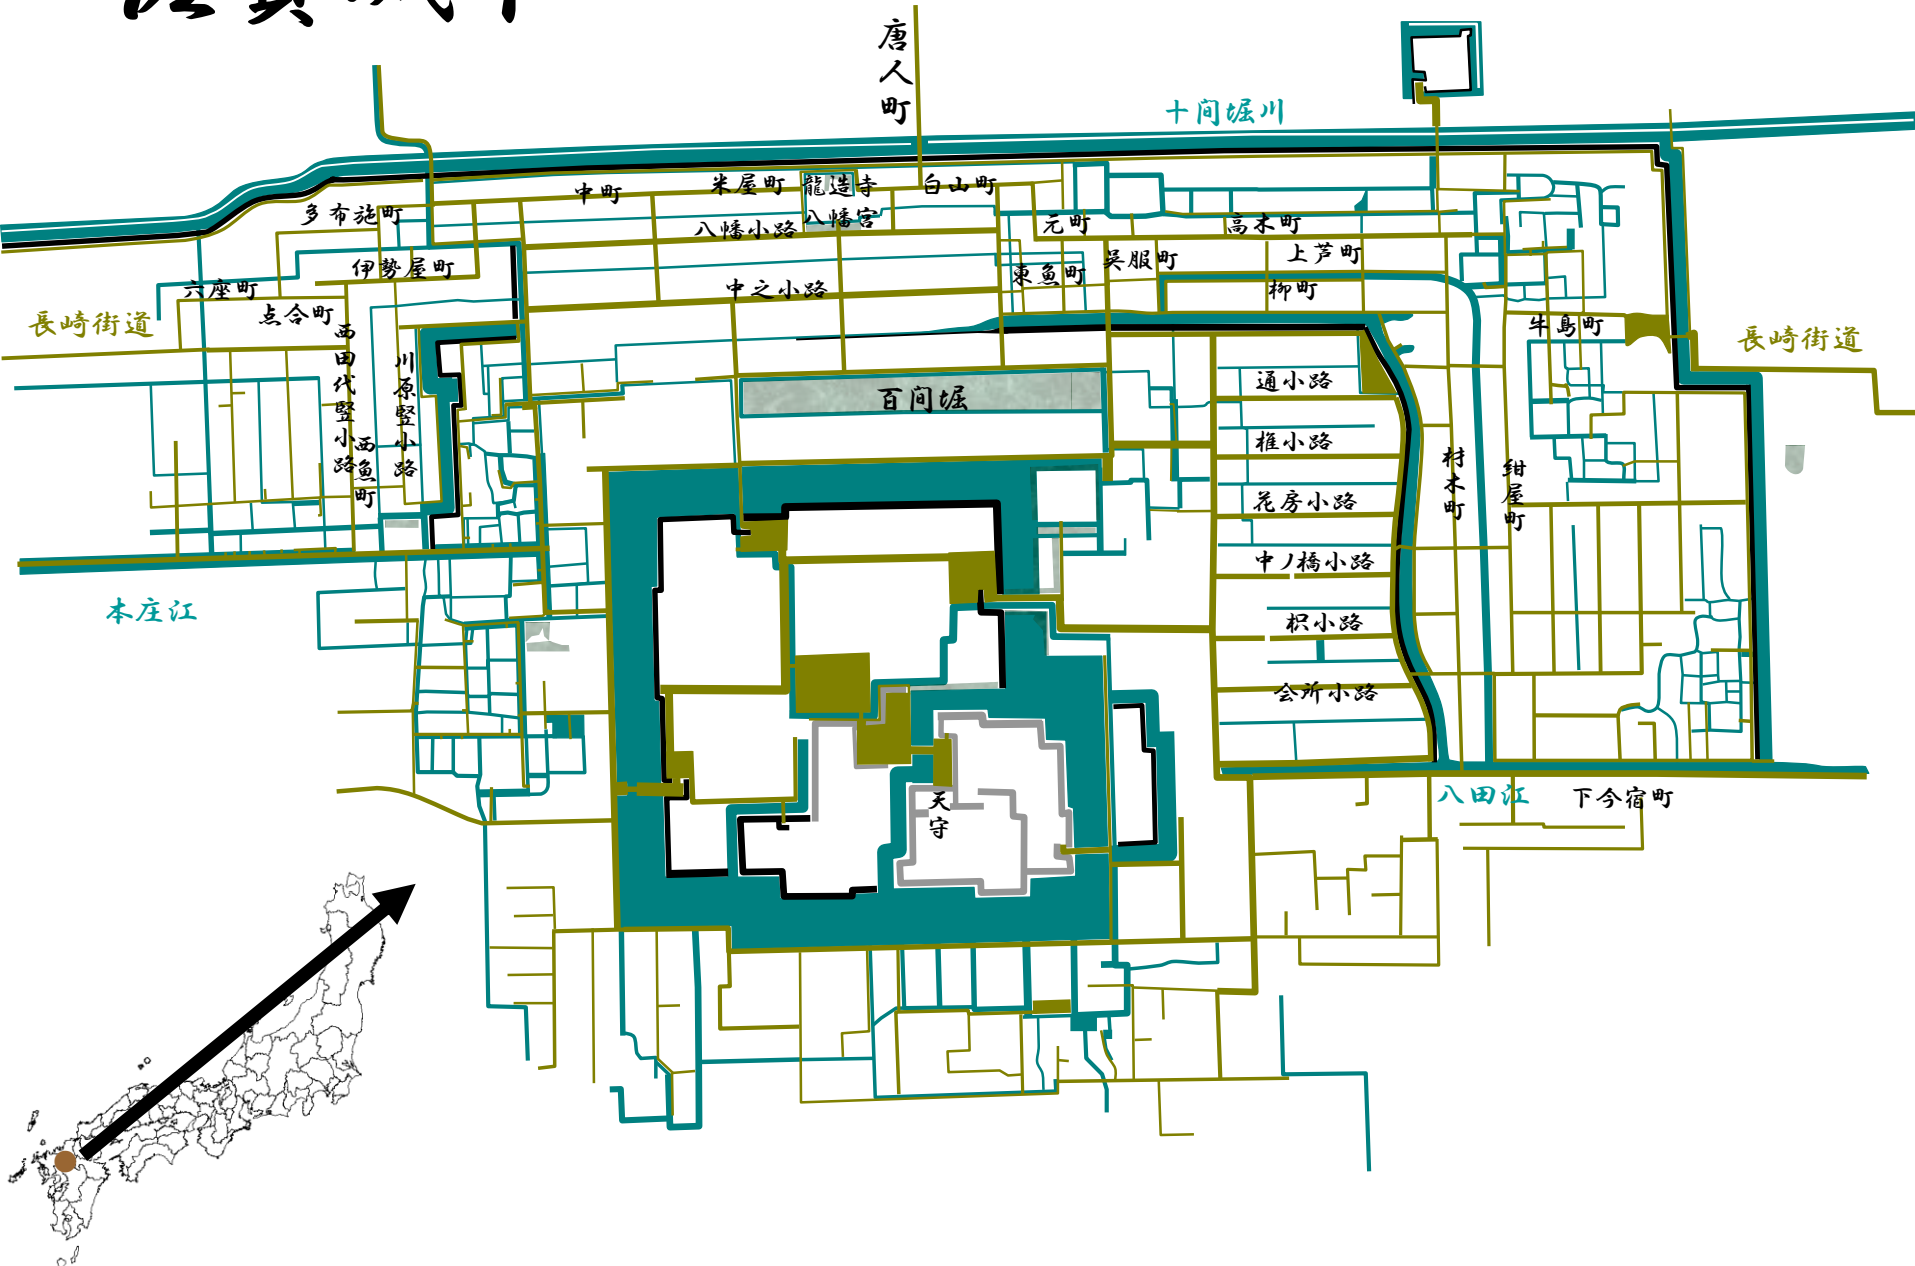 唐人町
十间堀川
中町
米屋町
龍造寺
八幡宮
白山町
多布施町
八幡小路
元町
高木町
伊勢屋町
呉服町
上芦町
六座町
中之小路
東魚町
柳町
点合町
長崎街道
西田代竪小路
川原竪小路
牛島町
長崎街道
百间堀
通小路
椎小路
西魚町
材木町
紺屋町
花房小路
中ノ橋小路
本庄江
枳小路
会所小路
天守
八田江
下今宿町